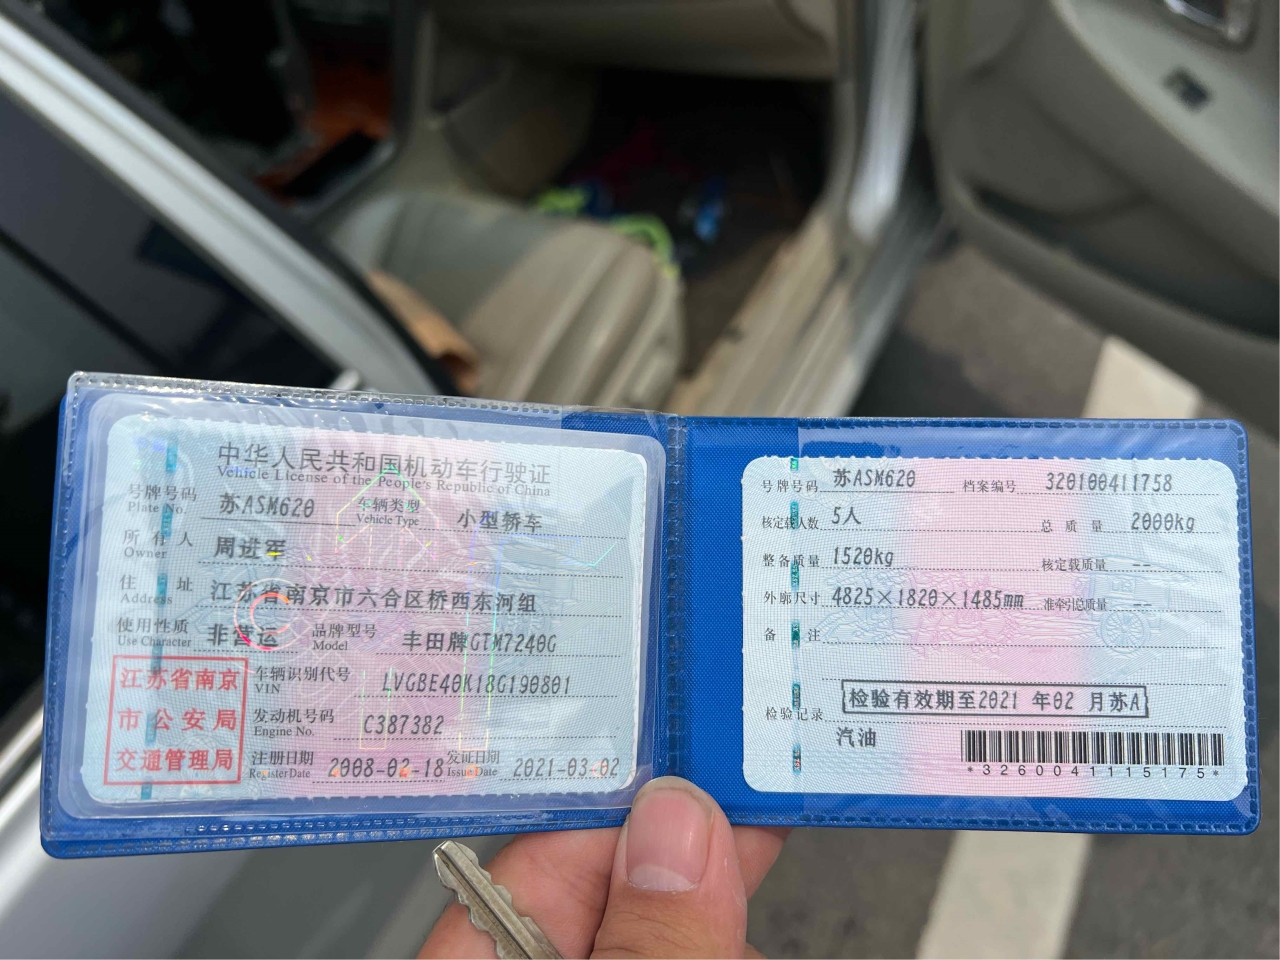 中华人民共和国机动车行驶证
Vehicle License of the People's Republic of China
号牌号码 苏ASM620 车辆类型 小型轿车
Plate No. Vehicle Type
所有人 周进军
Owner
住址 江苏省南京市六合区桥西东河组
Address
使用性质 非营运 品牌型号 丰田牌GTM7240G
Use Character Model
江苏省南京
市公安局
交通管理局
车辆识别代号 LVGBE40K18G190801
VIN
发动机号码 C387382
Engine No.
注册日期 2008-02-18 发证日期 2021-03-02
Register Date Issue Date
号牌号码 苏ASM620 档案编号 320100411758
核定载人数 5人 总质量 2000kg
整备质量 1520kg 核定载质量 --
外廓尺寸 4825×1820×1485mm 准牵引总质量 --
备注
检验有效期至2021 年02 月苏A
检验记录
汽油
*3260041115175*